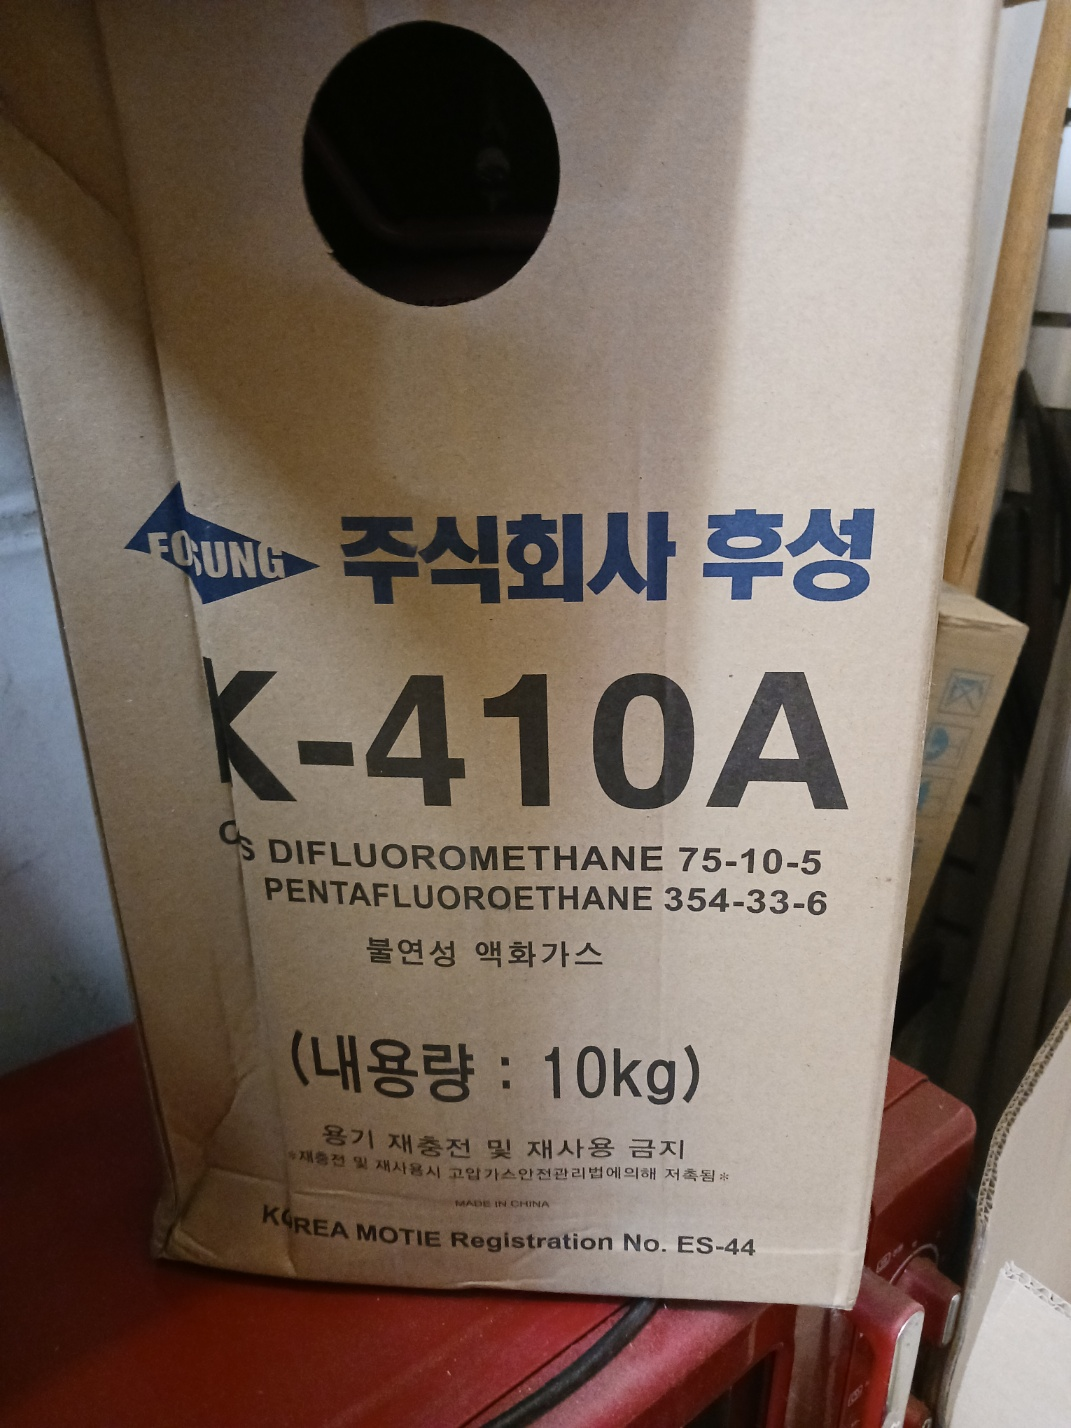 FOSUNG 주식회사 후성
K-410A
DIFLUOROMETHANE 75-10-5
PENTAFLUOROETHANE 354-33-6
불연성 액화가스
(내용량 : 10kg)
용기 재충전 및 재사용 금지
※재충전 및 재사용시 고압가스안전관리법에의해 저촉됨※
MADE IN CHINA
KOREA MOTIE Registration No. ES-44